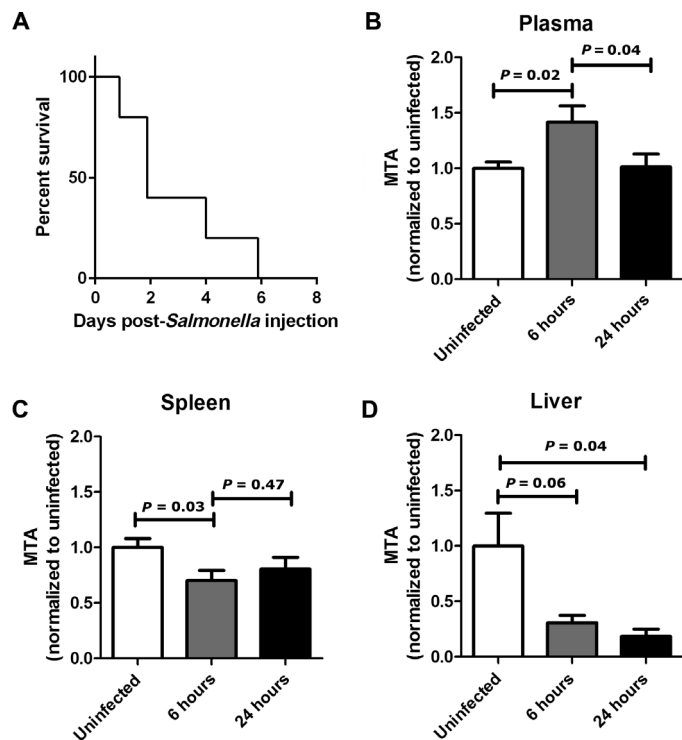 A
Percent survival
100
50
0
0 2 4 6 8
Days post-Salmonella injection
B
Plasma
MTA
(normalized to uninfected)
2.0
1.5
1.0
0.5
0.0
P = 0.02
P = 0.04
Uninfected
6 hours
24 hours
C
Spleen
MTA
(normalized to uninfected)
2.0
1.5
1.0
0.5
0.0
P = 0.03
P = 0.47
Uninfected
6 hours
24 hours
D
Liver
MTA
(normalized to uninfected)
2.0
1.5
1.0
0.5
0.0
P = 0.04
P = 0.06
Uninfected
6 hours
24 hours